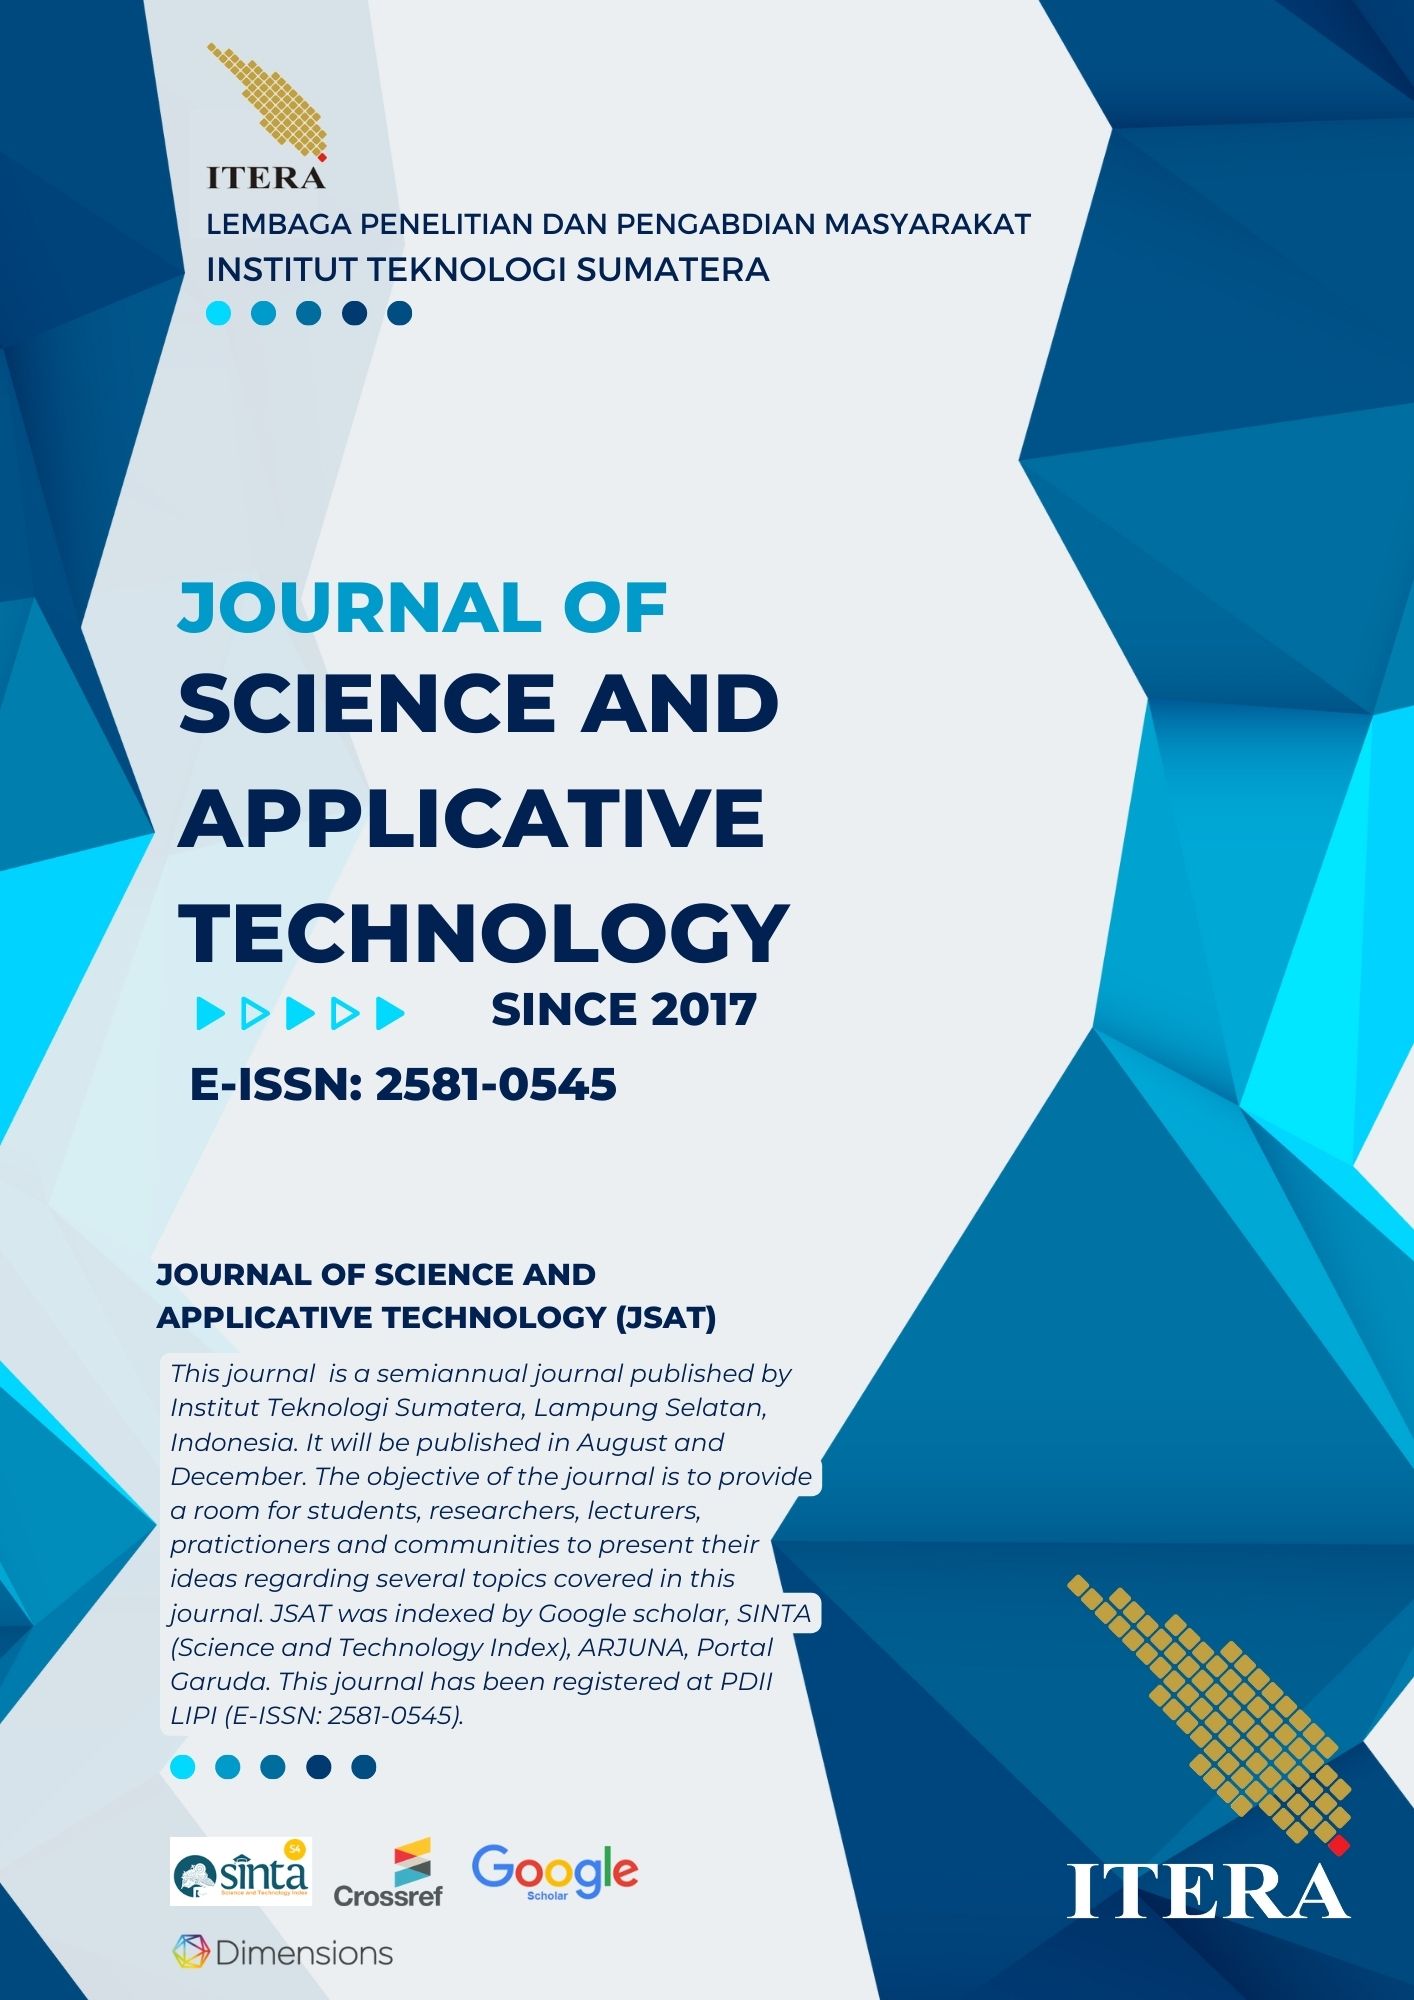 ITERA
LEMBAGA PENELITIAN DAN PENGABDIAN MASYARAKAT
INSTITUT TEKNOLOGI SUMATERA
JOURNAL OF
SCIENCE AND
APPLICATIVE
TECHNOLOGY
SINCE 2017
E-ISSN: 2581-0545
JOURNAL OF SCIENCE AND
APPLICATIVE TECHNOLOGY (JSAT)
This journal is a semiannual journal published by
Institut Teknologi Sumatera, Lampung Selatan,
Indonesia. It will be published in August and
December. The objective of the journal is to provide
a room for students, researchers, lecturers,
pratictioners and communities to present their
ideas regarding several topics covered in this
journal. JSAT was indexed by Google scholar, SINTA
(Science and Technology Index), ARJUNA, Portal
Garuda. This journal has been registered at PDII
LIPI (E-ISSN: 2581-0545).
S4
sinta
Science and Technology Index
Crossref
Google
Scholar
Dimensions
ITERA